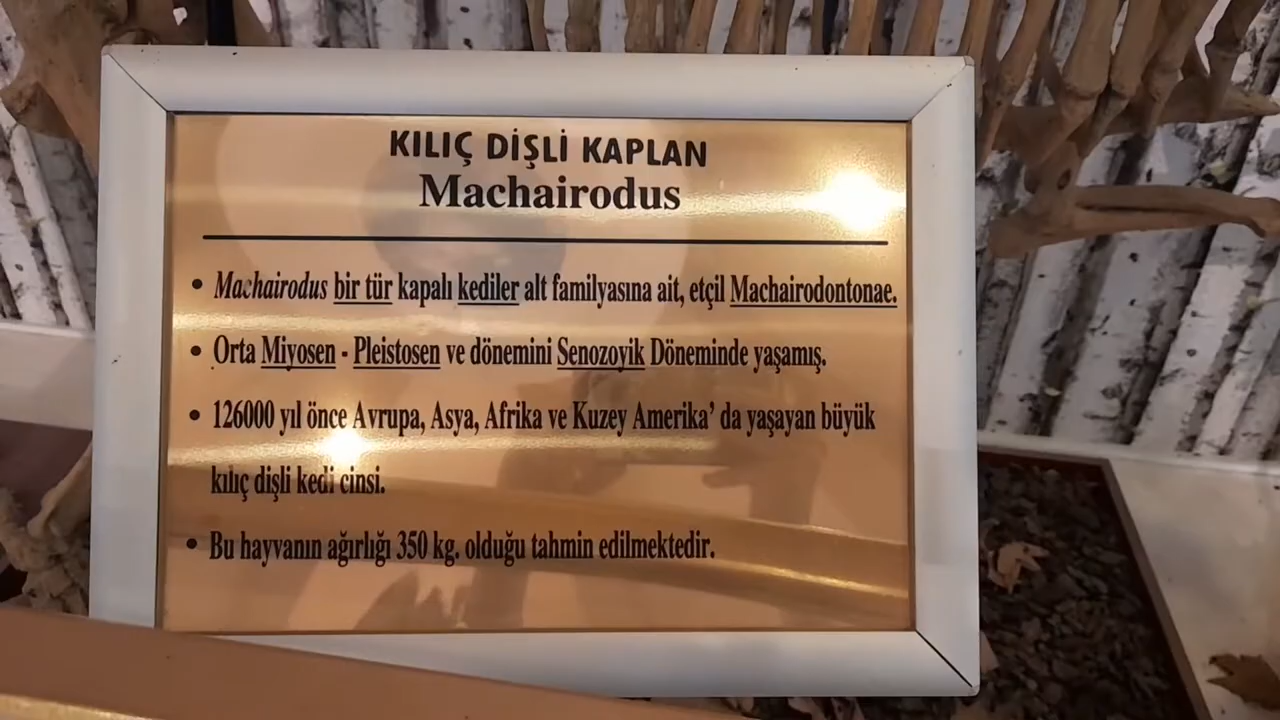 KILIÇ DİŞLİ KAPLAN
Machairodus
• Machairodus bir tür kapalı kediler alt familyasına ait, etçil Machairodontonae.
• Orta Miyosen - Pleistosen ve dönemini Senozoyik Döneminde yaşamış.
• 126000 yıl önce Avrupa, Asya, Afrika ve Kuzey Amerika' da yaşayan büyük
kılıç dişli kedi cinsi.
• Bu hayvanın ağırlığı 350 kg. olduğu tahmin edilmektedir.